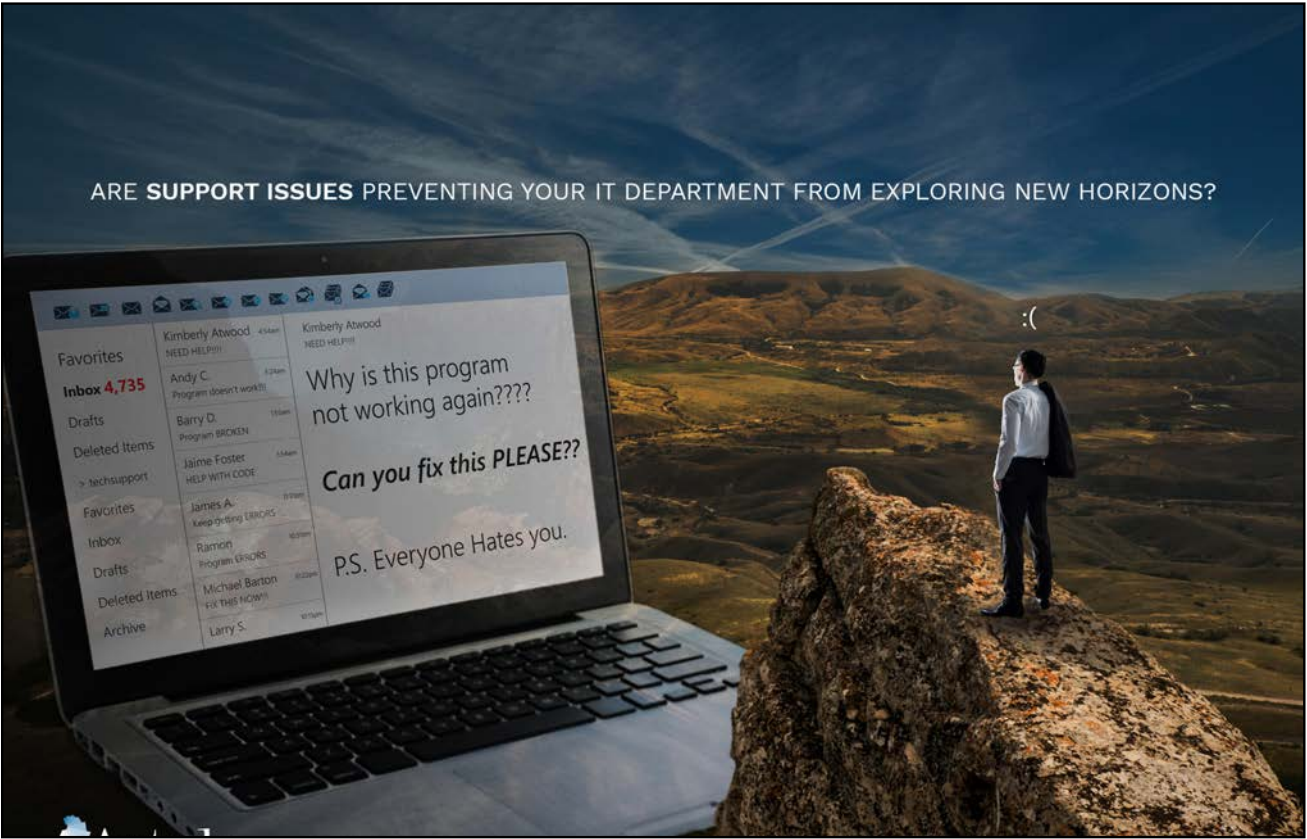 ARE SUPPORT ISSUES PREVENTING YOUR IT DEPARTMENT FROM EXPLORING NEW HORIZONS?
:(
Favorites
Inbox 4,735
Drafts
Deleted Items
> techsupport
Favorites
Inbox
Drafts
Deleted Items
Archive
Kimberly Atwood
NEED HELP!!!!
Andy C.
Program doesn't work!!!!
Barry D.
Program BROKEN
Jaime Foster
HELP WITH CODE
James A.
Keep getting ERRORS
Ramon
Program ERRORS
Michael Barton
FIX THIS NOW!!!
Larry S.
Kimberly Atwood
NEED HELP!!!!
Why is this program
not working again????
Can you fix this PLEASE??
P.S. Everyone Hates you.